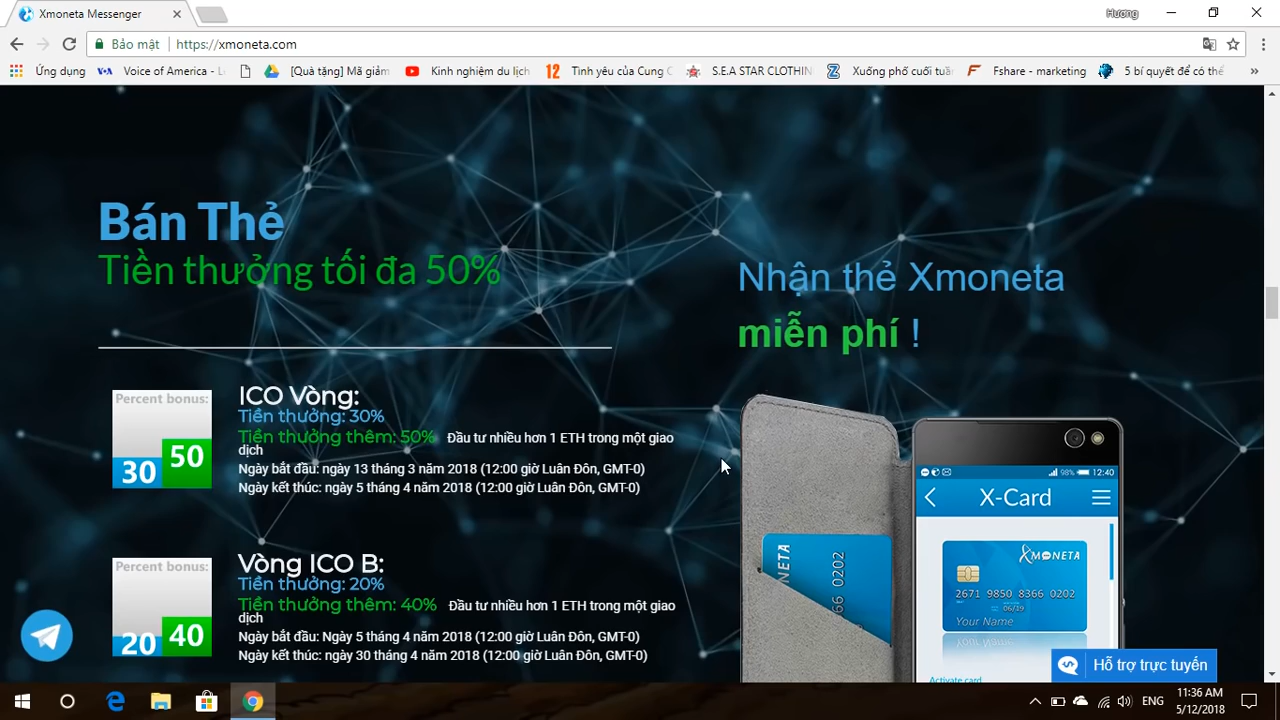 Xmoneta Messenger
Hương
Bảo mật
https://xmoneta.com
Ứng dụng
VOA Voice of America - L
[Quà tặng] Mã giảm
Kinh nghiệm du lịch
12 Tình yêu của Cung C
S.E.A STAR CLOTHIN
Z Xuống phố cuối tuần
F Fshare - marketing
5 bí quyết để có thể
»
Bán Thẻ
Tiền thưởng tối đa 50%
Nhận thẻ Xmoneta
miễn phí !
Percent bonus:
30 50
ICO Vòng:
Tiền thưởng: 30%
Tiền thưởng thêm: 50% Đầu tư nhiều hơn 1 ETH trong một giao
dịch
Ngày bắt đầu: ngày 13 tháng 3 năm 2018 (12:00 giờ Luân Đôn, GMT-0)
Ngày kết thúc: ngày 5 tháng 4 năm 2018 (12:00 giờ Luân Đôn, GMT-0)
Percent bonus:
20 40
Vòng ICO B:
Tiền thưởng: 20%
Tiền thưởng thêm: 40% Đầu tư nhiều hơn 1 ETH trong một giao
dịch
Ngày bắt đầu: Ngày 5 tháng 4 năm 2018 (12:00 giờ Luân Đôn, GMT-0)
Ngày kết thúc: ngày 30 tháng 4 năm 2018 (12:00 giờ Luân Đôn, GMT-0)
NETA
66 0202
98% 12:40
X-Card
XMONETA
2671 9850 8366 0202
06/19
Your Name
Activate card
Hỗ trợ trực tuyến
ENG
11:36 AM
5/12/2018